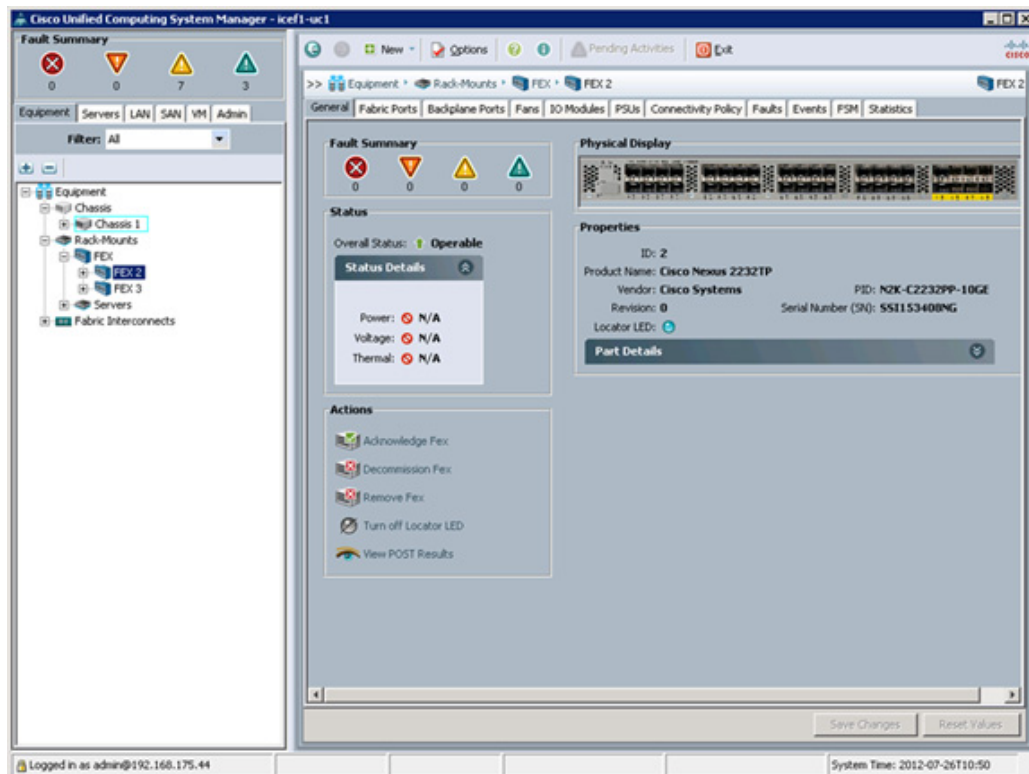 Cisco Unified Computing System Manager - icef1-uc1
Fault Summary
0 0 7 3
New Options Pending Activities Exit
CISCO
>> Equipment Rack-Mounts FEX FEX 2 FEX 2
Equipment Servers LAN SAN VM Admin
Filter: All
Equipment
Chassis
Chassis 1
Rack-Mounts
FEX
FEX 2
FEX 3
Servers
Fabric Interconnects
General Fabric Ports Backplane Ports Fans IO Modules PSUs Connectivity Policy Faults Events FSM Statistics
Fault Summary
0 0 0 0
Status
Overall Status: Operable
Status Details
Power: N/A
Voltage: N/A
Thermal: N/A
Actions
Acknowledge Fex
Decommission Fex
Remove Fex
Turn off Locator LED
View POST Results
Physical Display
Properties
ID: 2
Product Name: Cisco Nexus 2232TP
Vendor: Cisco Systems PID: N2K-C2232PP-10GE
Revision: 0 Serial Number (SN): SSI153408NG
Locator LED:
Part Details
Save Changes Reset Values
Logged in as admin@192.168.175.44 System Time: 2012-07-26T10:50